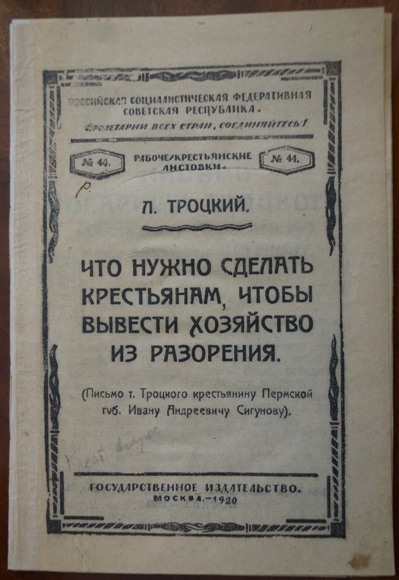 РОССИЙСКАЯ СОЦИАЛИСТИЧЕСКАЯ ФЕДЕРАТИВНАЯ
СОВЕТСКАЯ РЕСПУБЛИКА.
ПРОЛЕТАРИИ ВСЕХ СТРАН, СОЕДИНЯЙТЕСЬ!
№ 44. РАБОЧЕ/КРЕСТЬЯНСКИЕ № 44.
ЛИСТОВКИ.
Л. ТРОЦКИЙ.
ЧТО НУЖНО СДЕЛАТЬ
КРЕСТЬЯНАМ, ЧТОБЫ
ВЫВЕСТИ ХОЗЯЙСТВО
ИЗ РАЗОРЕНИЯ.
(Письмо т. Троцкого крестьянину Пермской
губ. Ивану Андреевичу Сигунову).
ГОСУДАРСТВЕННОЕ ИЗДАТЕЛЬСТВО.
МОСКВА.—1920